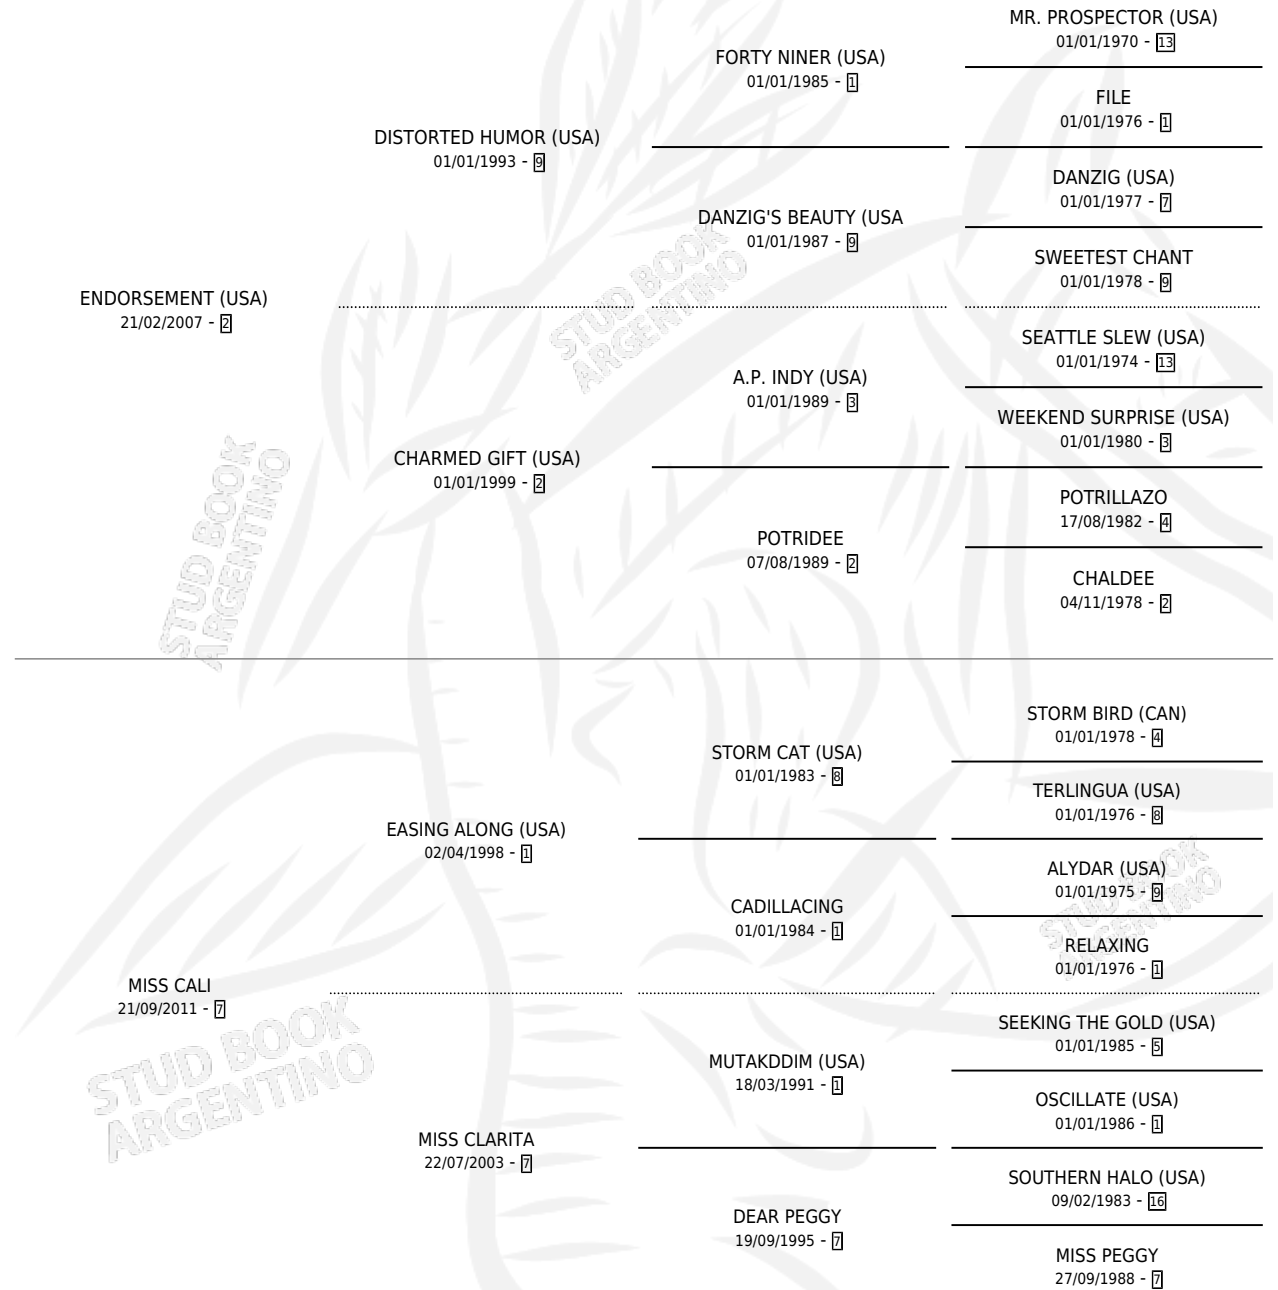 MR. PROSPECTOR (USA)
01/01/1970 - 13
FORTY NINER (USA)
01/01/1985 - 1
FILE
01/01/1976 - 1
DISTORTED HUMOR (USA)
01/01/1993 - 9
DANZIG (USA)
01/01/1977 - 7
DANZIG'S BEAUTY (USA
01/01/1987 - 9
SWEETEST CHANT
01/01/1978 - 9
ENDORSEMENT (USA)
21/02/2007 - 2
SEATTLE SLEW (USA)
01/01/1974 - 13
A.P. INDY (USA)
01/01/1989 - 3
WEEKEND SURPRISE (USA)
01/01/1980 - 3
CHARMED GIFT (USA)
01/01/1999 - 2
POTRILLAZO
17/08/1982 - 4
POTRIDEE
07/08/1989 - 2
CHALDEE
04/11/1978 - 2
STORM BIRD (CAN)
01/01/1978 - 4
STORM CAT (USA)
01/01/1983 - 8
TERLINGUA (USA)
01/01/1976 - 8
EASING ALONG (USA)
02/04/1998 - 1
ALYDAR (USA)
01/01/1975 - 9
CADILLACING
01/01/1984 - 1
RELAXING
01/01/1976 - 1
MISS CALI
21/09/2011 - 7
SEEKING THE GOLD (USA)
01/01/1985 - 5
MUTAKDDIM (USA)
18/03/1991 - 1
OSCILLATE (USA)
01/01/1986 - 1
MISS CLARITA
22/07/2003 - 7
SOUTHERN HALO (USA)
09/02/1983 - 16
DEAR PEGGY
19/09/1995 - 7
MISS PEGGY
27/09/1988 - 7
STUD BOOK
ARGENTINO
STUD BOOK
ARGENTINO
STUD BOOK
ARGENTINO
STUD BOOK
ARGENTINO